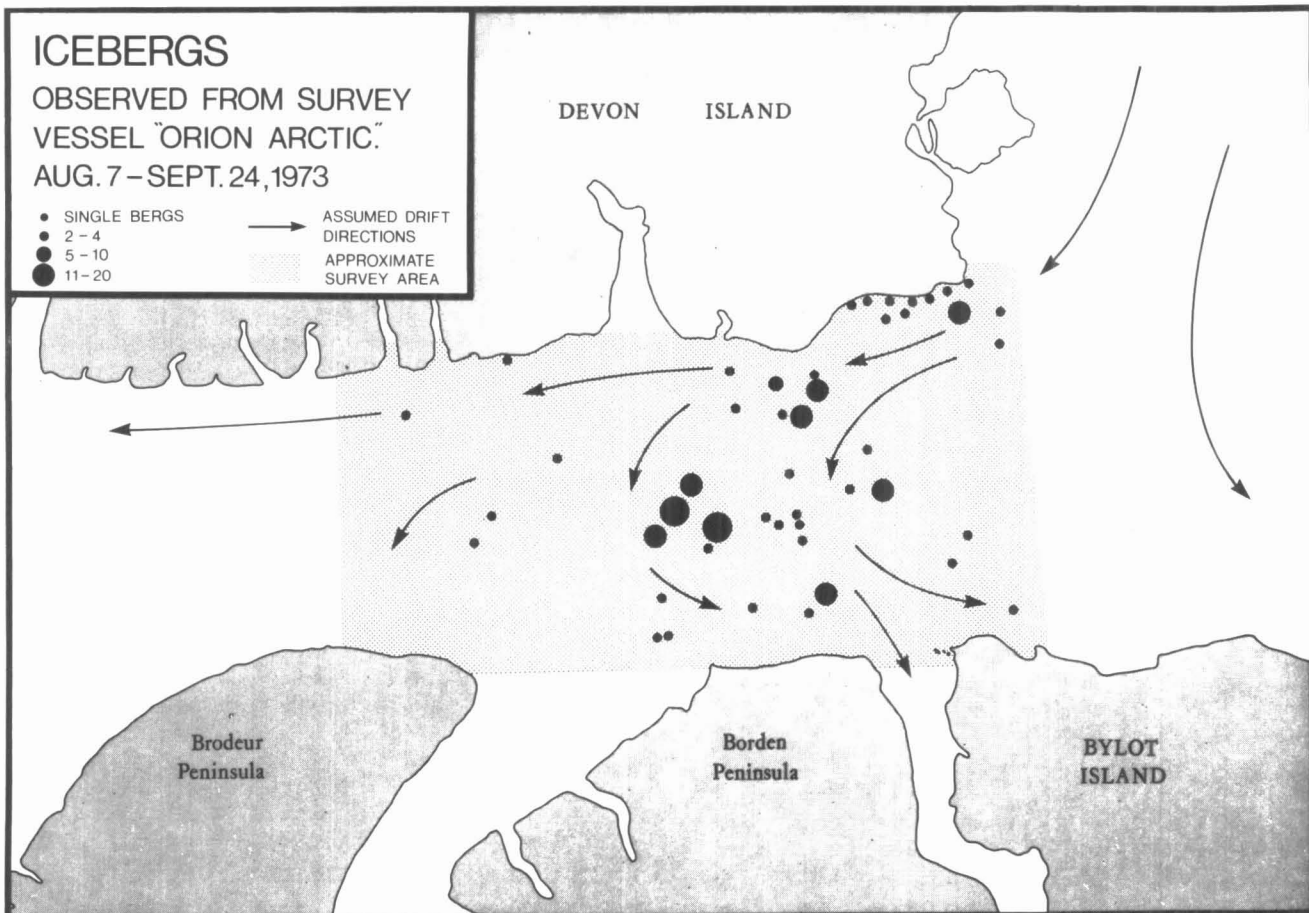 ICEBERGS
OBSERVED FROM SURVEY
VESSEL "ORION ARCTIC."
AUG. 7 – SEPT. 24, 1973
SINGLE BERGS
2 – 4
5 – 10
11 – 20
ASSUMED DRIFT
DIRECTIONS
APPROXIMATE
SURVEY AREA
DEVON ISLAND
Brodeur
Peninsula
Borden
Peninsula
BYLOT
ISLAND